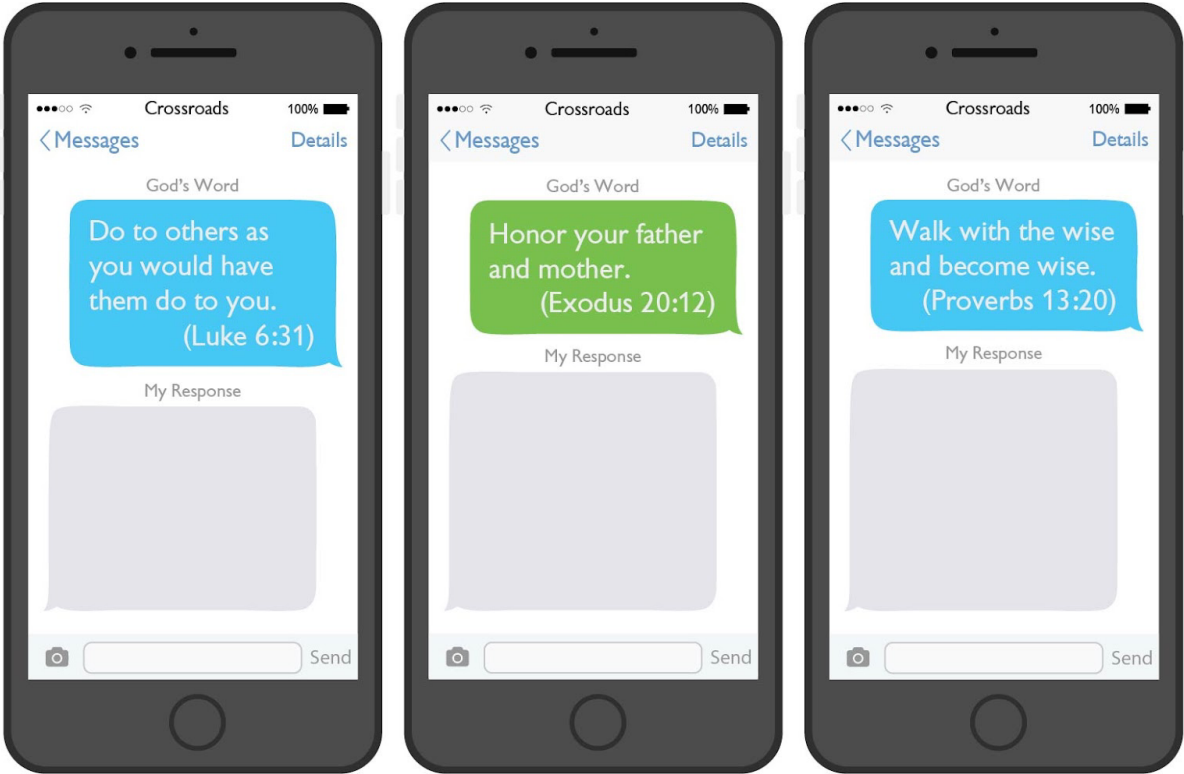 Crossroads 100%
Messages Details
God's Word
Do to others as
you would have
them do to you.
(Luke 6:31)
My Response
Send
Crossroads 100%
Messages Details
God's Word
Honor your father
and mother.
(Exodus 20:12)
My Response
Send
Crossroads 100%
Messages Details
God's Word
Walk with the wise
and become wise.
(Proverbs 13:20)
My Response
Send